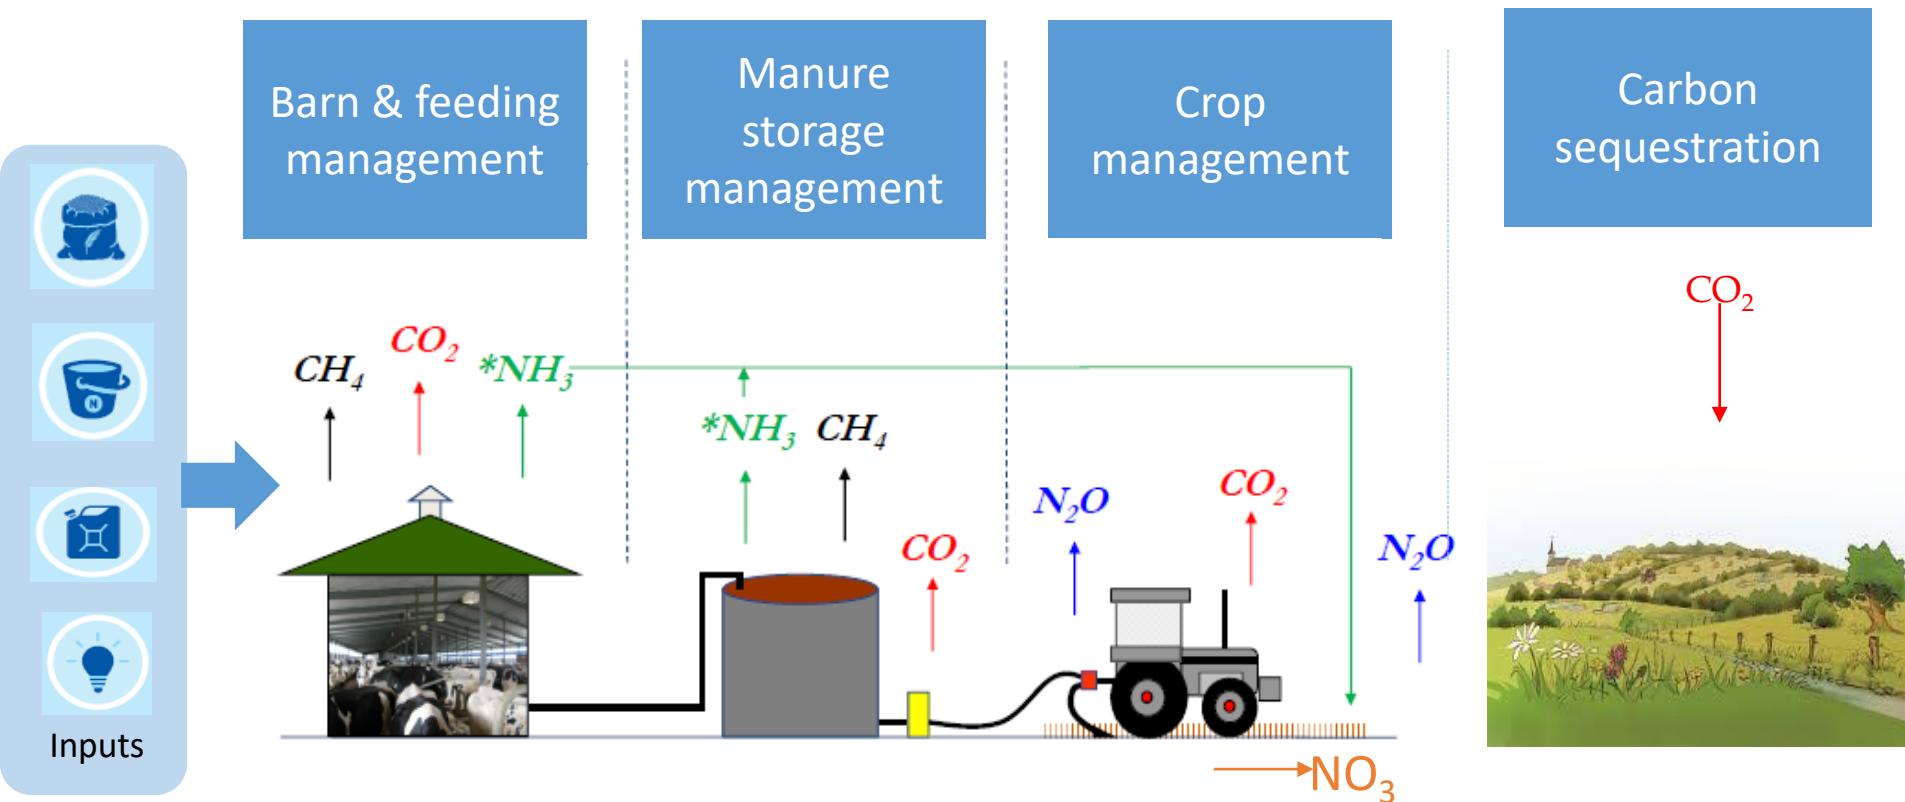 Barn & feeding
management
Manure
storage
management
Crop
management
Carbon
sequestration
CO₂
CH₄
CO₂
*NH₃
*NH₃
CH₄
CO₂
N₂O
CO₂
N₂O
N
Inputs
NO₃